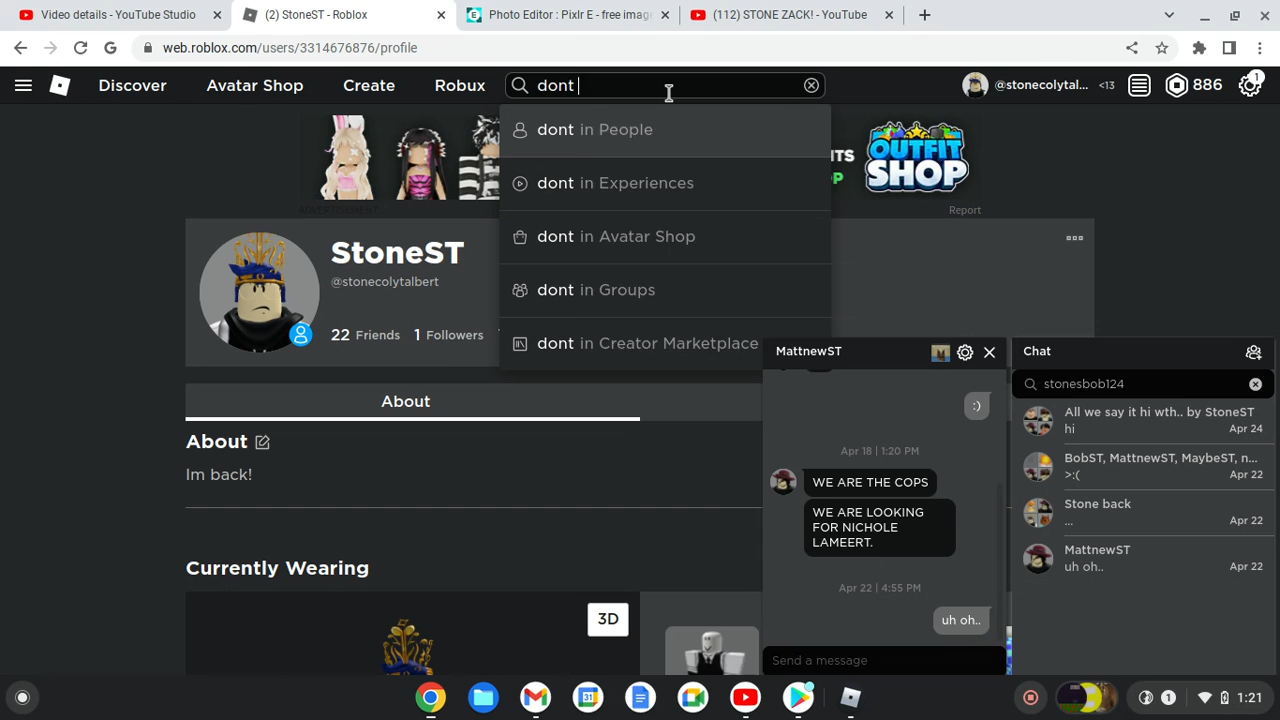 Video details - YouTube Studio
(2) StoneST - Roblox
Photo Editor : Pixlr E - free image
(112) STONE ZACK! - YouTube
web.roblox.com/users/3314676876/profile
Discover
Avatar Shop
Create
Robux
dont
@stonecolytal...
<13
886
1
dont in People
dont in Experiences
dont in Avatar Shop
dont in Groups
dont in Creator Marketplace
OUTFIT
SHOP
ADVERTISEMENT
Report
StoneST
@stonecolytalbert
22 Friends
1 Followers
About
About
Im back!
Currently Wearing
3D
MattnewST
:)
Apr 18 | 1:20 PM
WE ARE THE COPS
WE ARE LOOKING
FOR NICHOLE
LAMEERT.
Apr 22 | 4:55 PM
uh oh..
Send a message
Chat
stonesbob124
All we say it hi wth.. by StoneST
hi
Apr 24
BobST, MattnewST, MaybeST, n...
>:(
Apr 22
Stone back
...
Apr 22
MattnewST
uh oh..
Apr 22
1
1:21